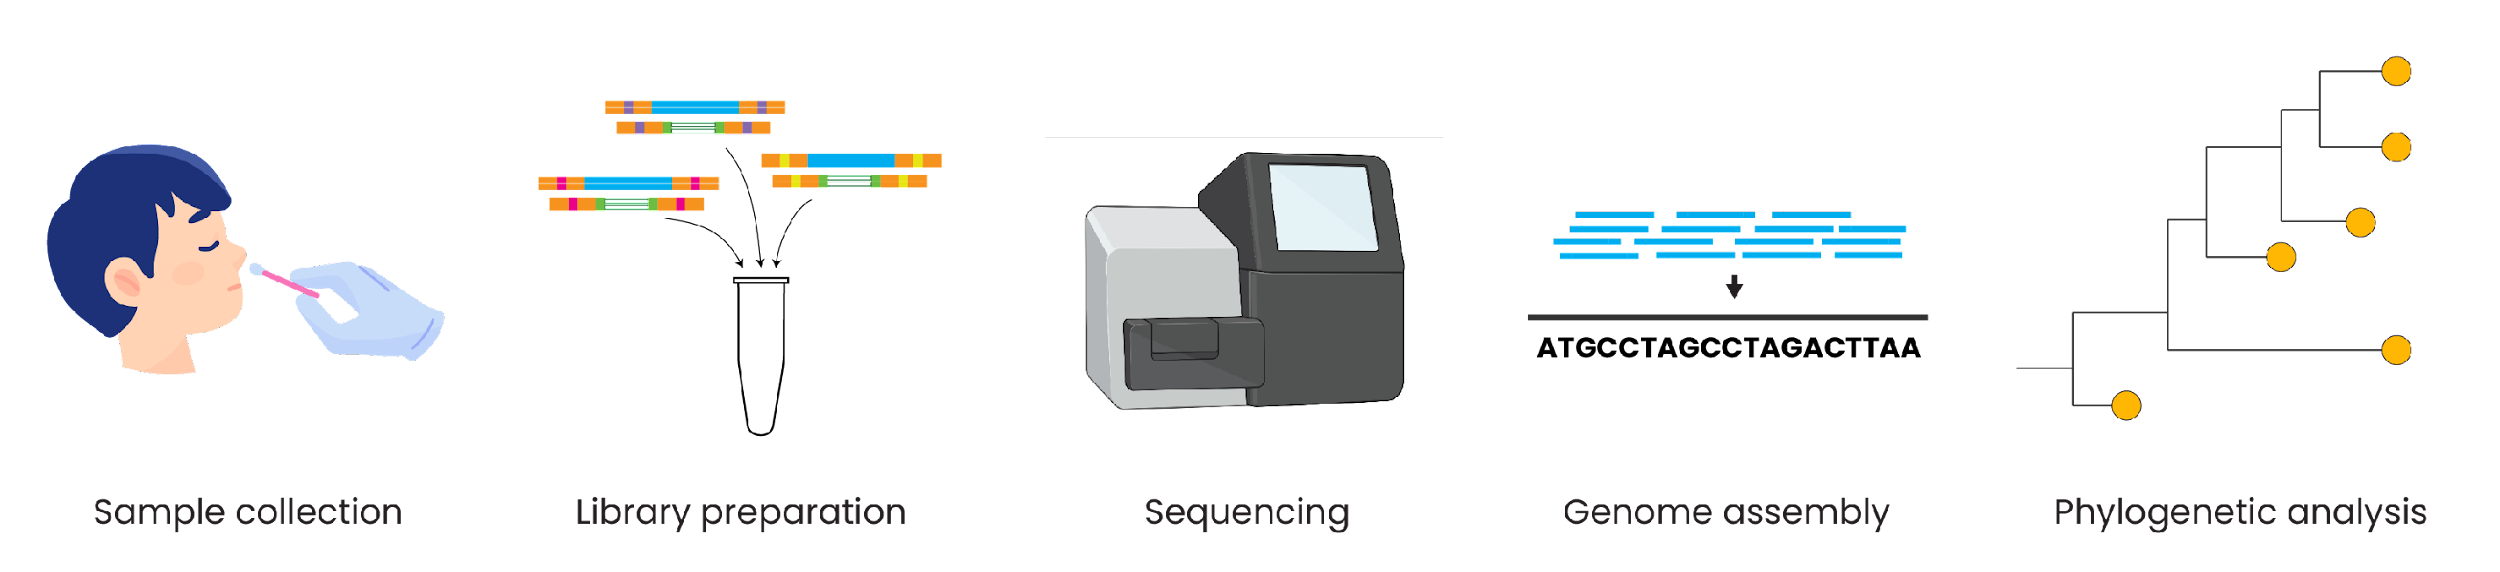 ATGCCTAGCCTAGACTTAA
Sample collection
Library preparation
Sequencing
Genome assembly
Phylogenetic analysis